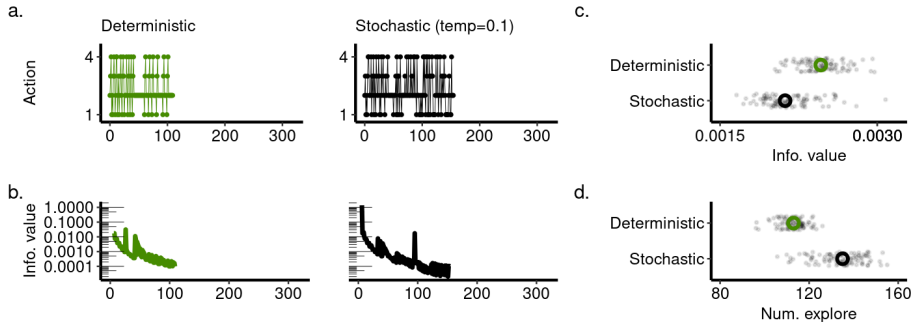 a.
Deterministic
Stochastic (temp=0.1)
Action
4
1
0
100
200
300
4
1
0
100
200
300
b.
Info. value
1.0000
0.1000
0.0100
0.0010
0.0001
0
100
200
300
0
100
200
300
c.
Deterministic
Stochastic
0.0015
0.0030
Info. value
d.
Deterministic
Stochastic
80
120
160
Num. explore